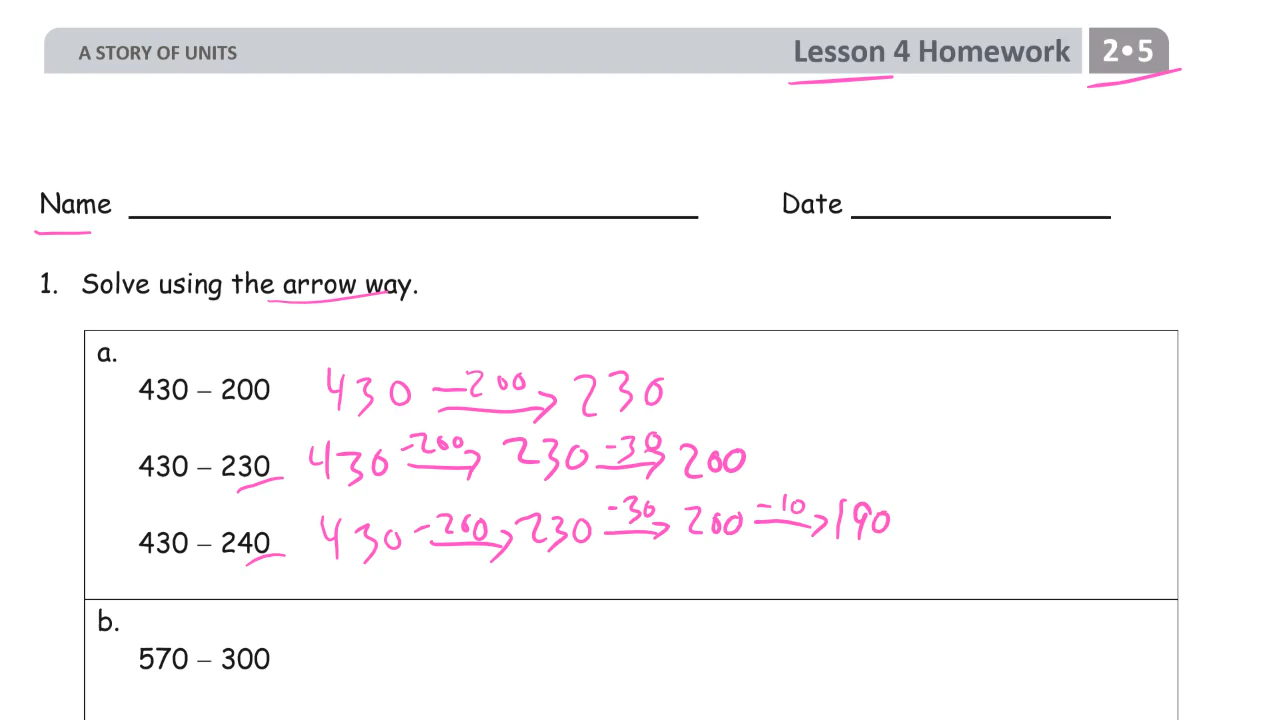 A STORY OF UNITS Lesson 4 Homework 2•5
Name Date
1. Solve using the arrow way.
a.
430 – 200 430 -200 230
430 – 230 430 -200 230 -30 200
430 – 240 430 -200 230 -30 200 -10 190
b.
570 – 300